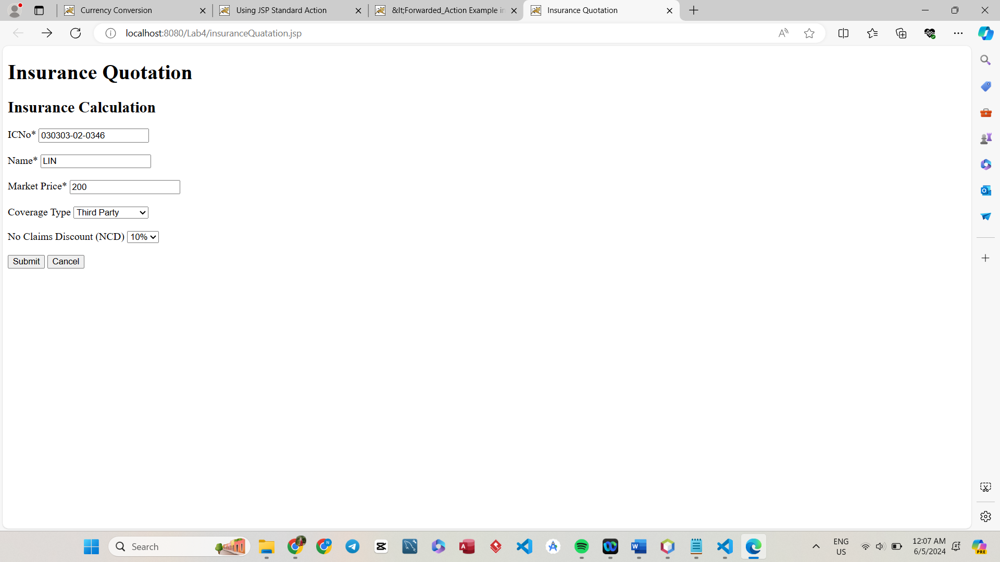 Currency Conversion
Using JSP Standard Action
&lt;Forwarded_Action Example in
Insurance Quotation
localhost:8080/Lab4/insuranceQuatation.jsp
Insurance Quotation
Insurance Calculation
ICNo* 030303-02-0346
Name* LIN
Market Price* 200
Coverage Type Third Party
No Claims Discount (NCD) 10%
Submit Cancel
Search
ENG
US
12:07 AM
6/5/2024
PRE